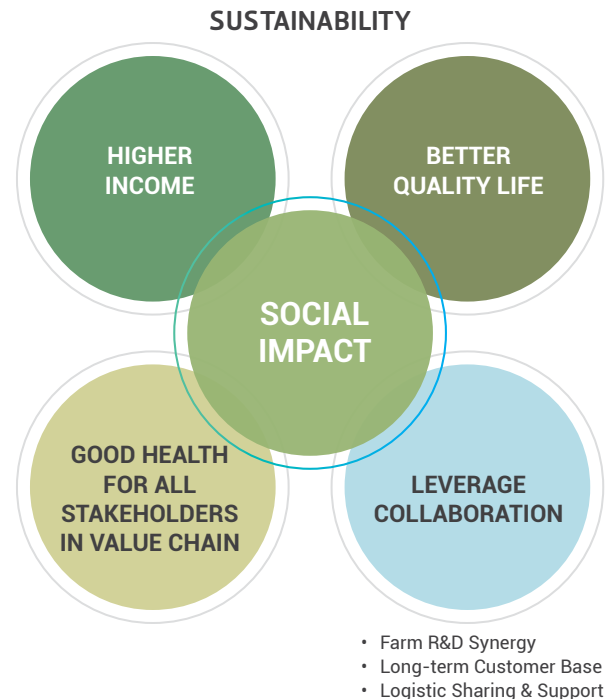 SUSTAINABILITY
HIGHER
INCOME
BETTER
QUALITY LIFE
SOCIAL
IMPACT
GOOD HEALTH
FOR ALL
STAKEHOLDERS
IN VALUE CHAIN
LEVERAGE
COLLABORATION
• Farm R&D Synergy
• Long-term Customer Base
• Logistic Sharing & Support